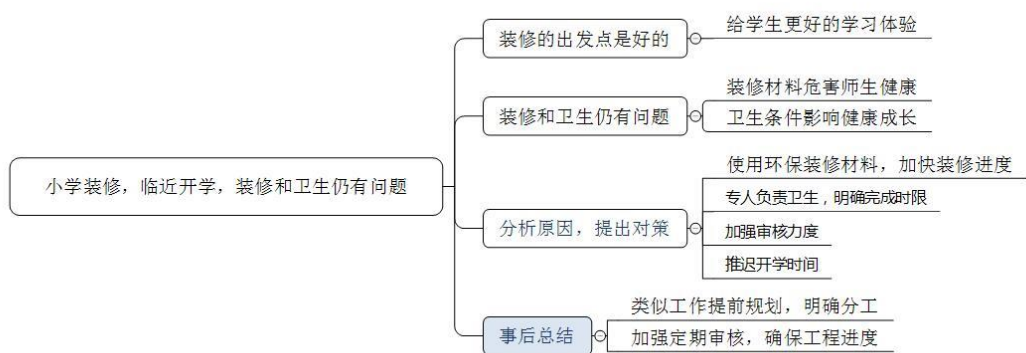 小学装修，临近开学，装修和卫生仍有问题
装修的出发点是好的
给学生更好的学习体验
装修和卫生仍有问题
装修材料危害师生健康
卫生条件影响健康成长
分析原因，提出对策
使用环保装修材料，加快装修进度
专人负责卫生，明确完成时限
加强审核力度
推迟开学时间
事后总结
类似工作提前规划，明确分工
加强定期审核，确保工程进度